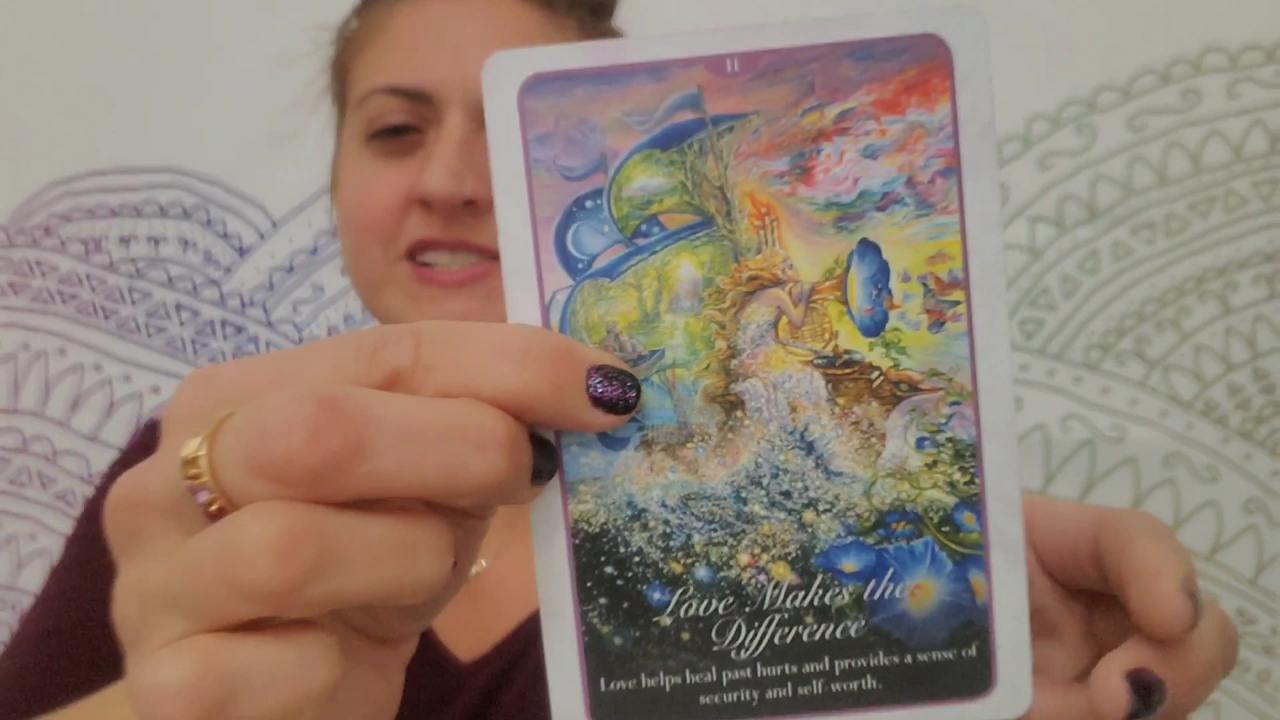 11
Love Makes the
Difference
Love helps heal past hurts and provides a sense of
security and self-worth.